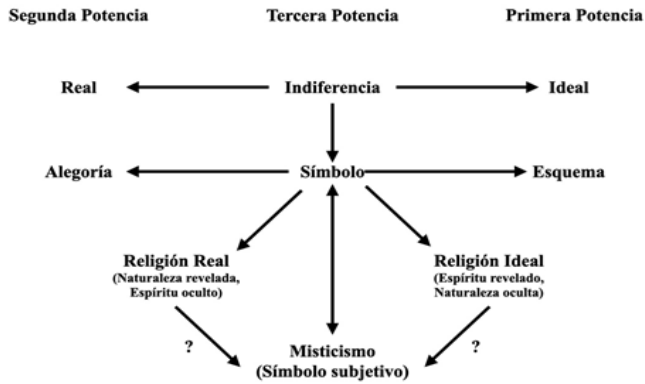 Segunda Potencia
Tercera Potencia
Primera Potencia
Real
Indiferencia
Ideal
Alegoría
Símbolo
Esquema
Religión Real
(Naturaleza revelada,
Espíritu oculto)
Religión Ideal
(Espíritu revelado,
Naturaleza oculta)
?
?
Misticismo
(Símbolo subjetivo)